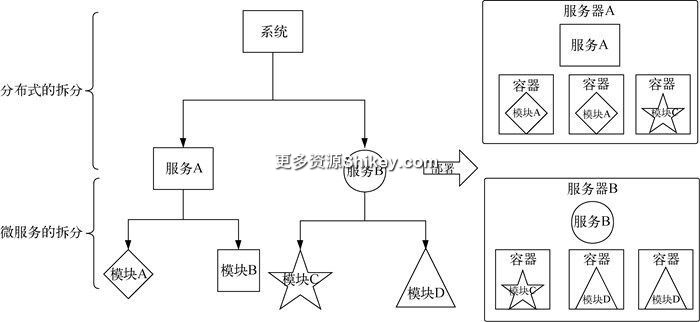 系统
分布式的拆分
服务A
服务B
更多资源Shikey.com
部署
微服务的拆分
模块A
模块B
模块C
模块D
服务器A
服务A
容器
容器
容器
模块A
模块A
模块C
服务器B
服务B
容器
容器
容器
模块C
模块D
模块D